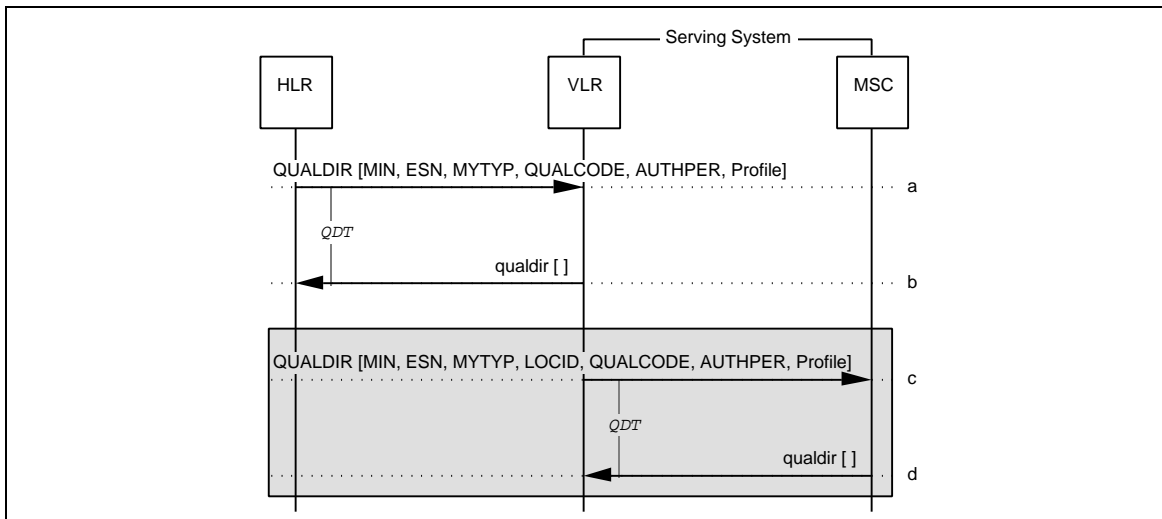 Serving System
HLR
VLR
MSC
QUALDIR [MIN, ESN, MYTYP, QUALCODE, AUTHPER, Profile]
a
QDT
qualdir [ ]
b
QUALDIR [MIN, ESN, MYTYP, LOCID, QUALCODE, AUTHPER, Profile]
c
QDT
qualdir [ ]
d